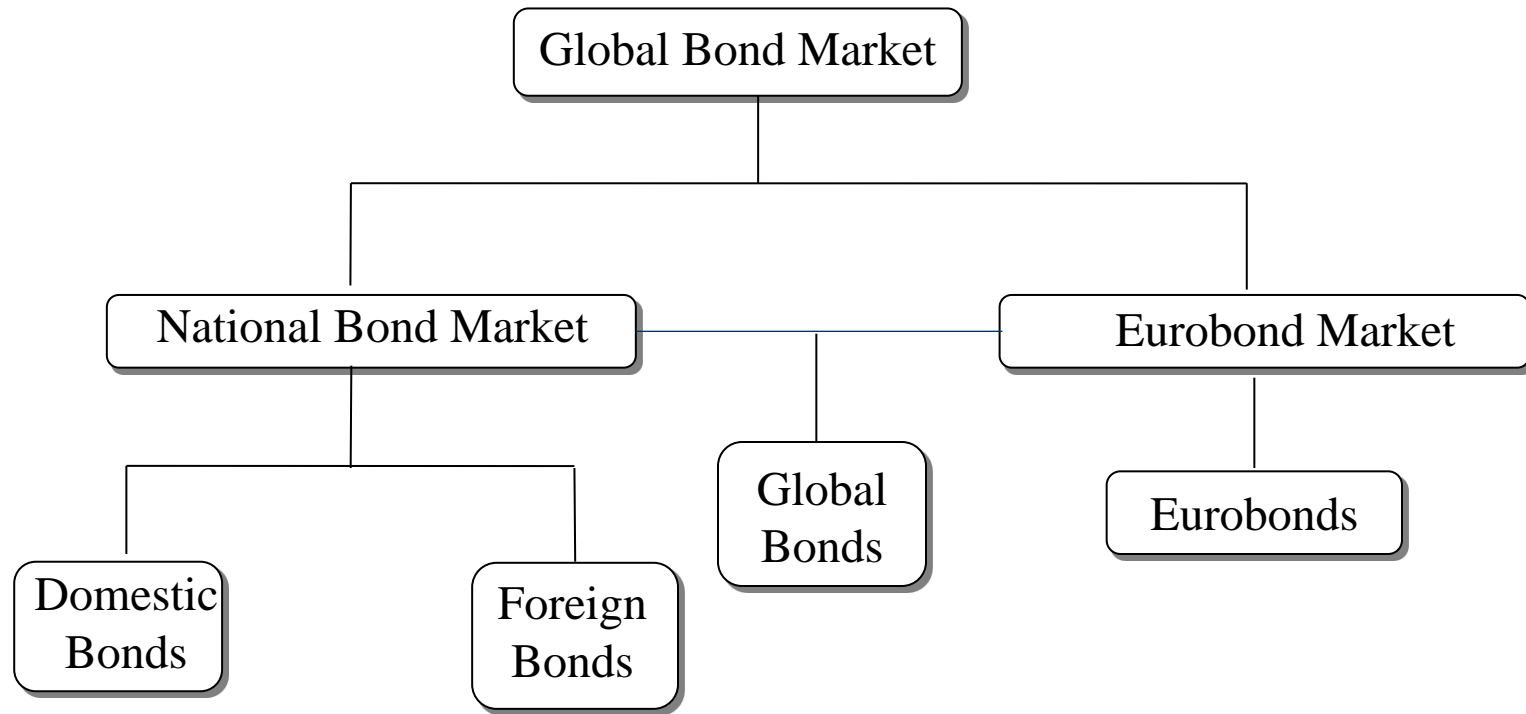 Global Bond Market
National Bond Market
Eurobond Market
Global
Bonds
Eurobonds
Domestic
Bonds
Foreign
Bonds